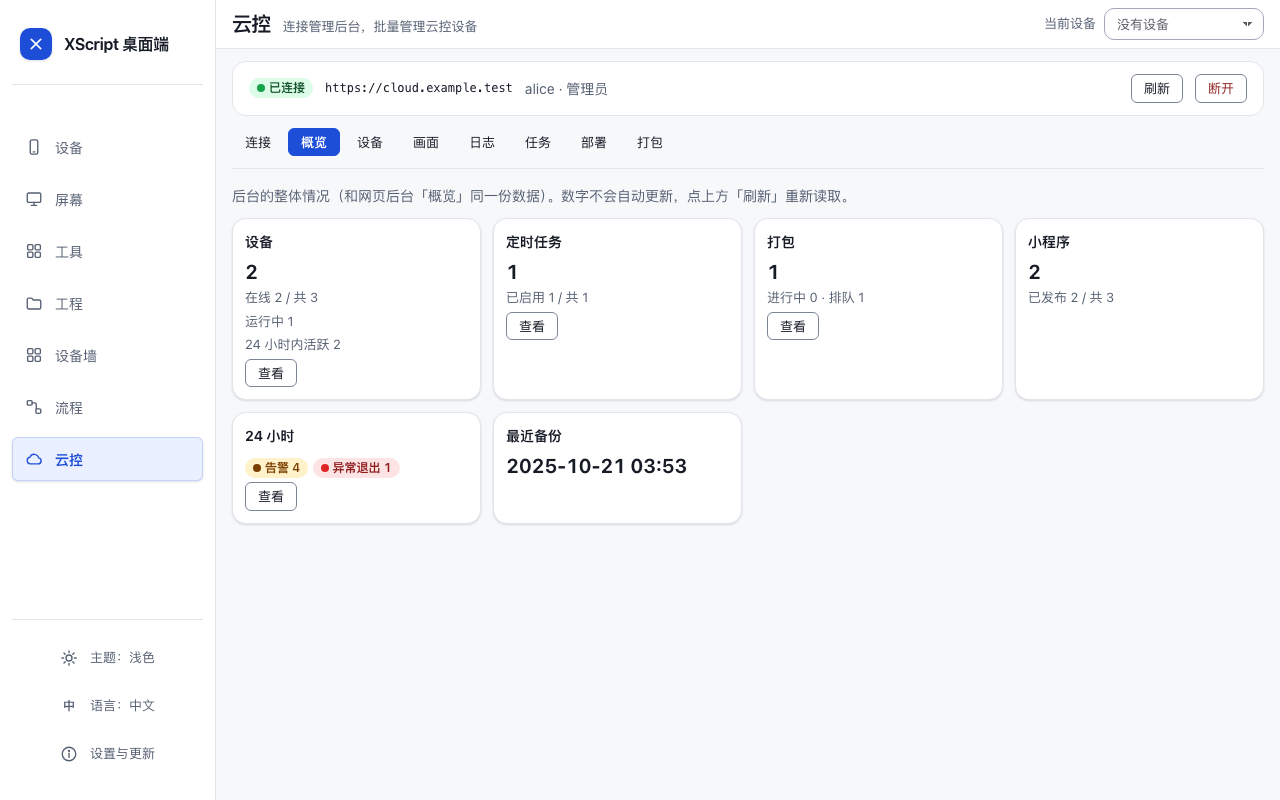 XScript 桌面端
设备
屏幕
工具
工程
设备墙
流程
云控
主题：浅色
中 语言：中文
设置与更新
云控 连接管理后台，批量管理云控设备
当前设备 没有设备
已连接 https://cloud.example.test alice · 管理员 刷新 断开
连接 概览 设备 画面 日志 任务 部署 打包
后台的整体情况（和网页后台「概览」同一份数据）。数字不会自动更新，点上方「刷新」重新读取。
设备
2
在线 2 / 共 3
运行中 1
24 小时内活跃 2
查看
定时任务
1
已启用 1 / 共 1
查看
打包
1
进行中 0 · 排队 1
查看
小程序
2
已发布 2 / 共 3
24 小时
告警 4 异常退出 1
查看
最近备份
2025-10-21 03:53